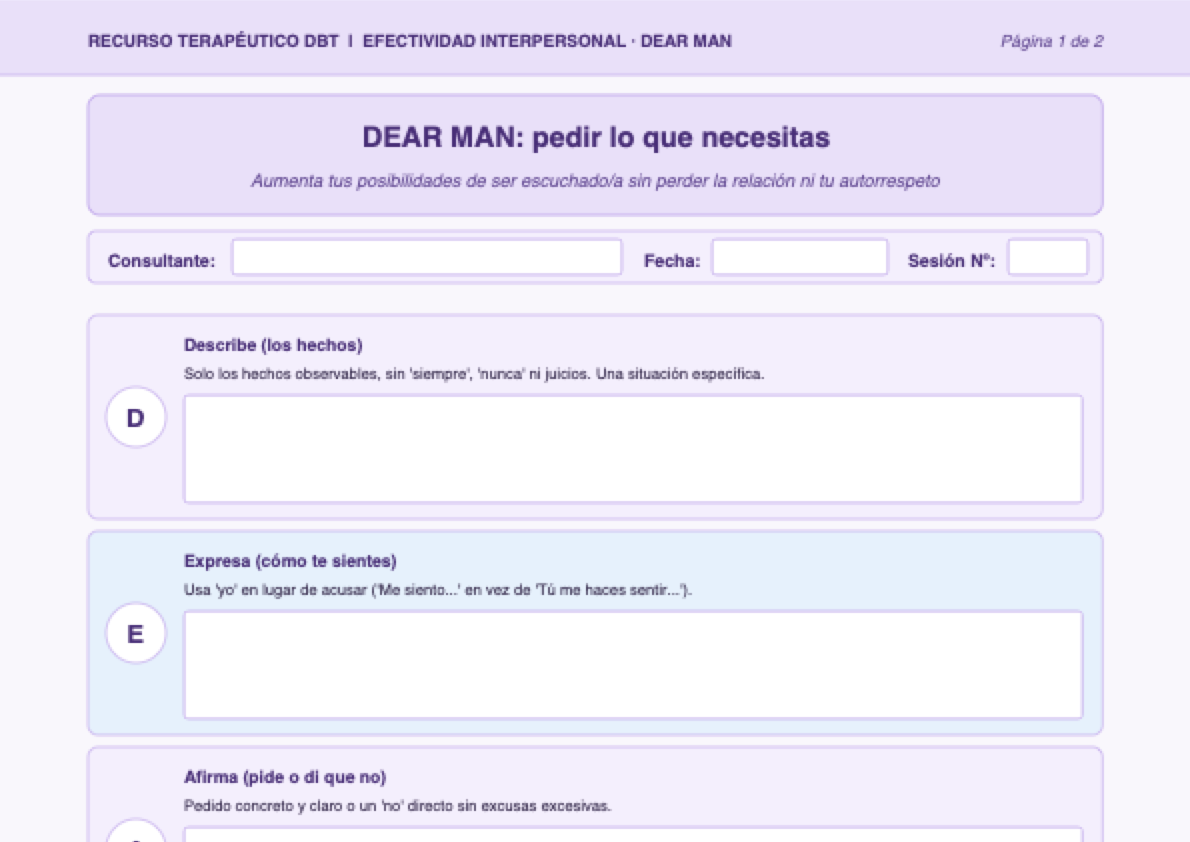 RECURSO TERAPÉUTICO DBT | EFECTIVIDAD INTERPERSONAL · DEAR MAN
Página 1 de 2
DEAR MAN: pedir lo que necesitas
Aumenta tus posibilidades de ser escuchado/a sin perder la relación ni tu autorrespeto
Consultante: Fecha: Sesión N°:
Describe (los hechos)
Solo los hechos observables, sin 'siempre', 'nunca' ni juicios. Una situación específica.
D
Expresa (cómo te sientes)
Usa 'yo' en lugar de acusar ('Me siento...' en vez de 'Tú me haces sentir...').
E
Afirma (pide o di que no)
Pedido concreto y claro o un 'no' directo sin excusas excesivas.